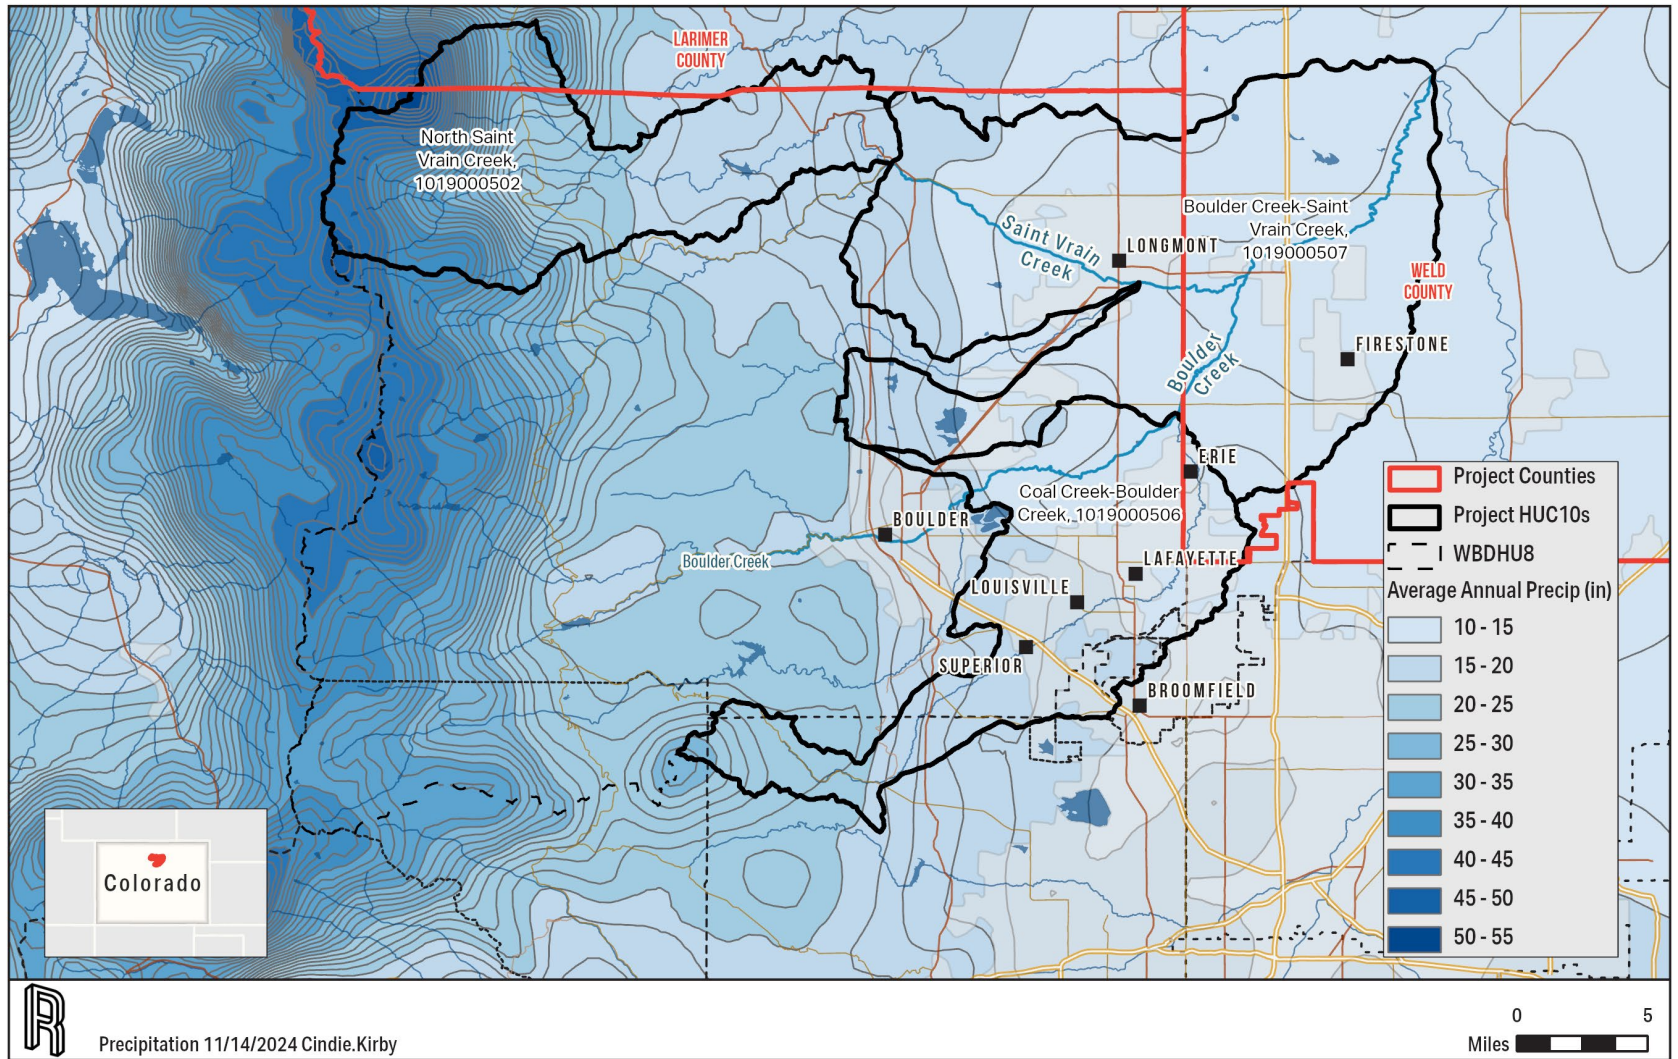 LARIMER
COUNTY
North Saint
Vrain Creek,
1019000502
Boulder Creek-Saint
Vrain Creek,
1019000507
Saint Vrain
Creek
LONGMONT
WELD
COUNTY
FIRESTONE
Boulder
Creek
ERIE
Coal Creek-Boulder
Creek, 1019000506
BOULDER
Boulder Creek
LAFAYETTE
LOUISVILLE
SUPERIOR
BROOMFIELD
Project Counties
Project HUC10s
WBDHU8
Average Annual Precip (in)
10 - 15
15 - 20
20 - 25
25 - 30
30 - 35
35 - 40
40 - 45
45 - 50
50 - 55
Colorado
R
Precipitation 11/14/2024 Cindie.Kirby
0 5
Miles